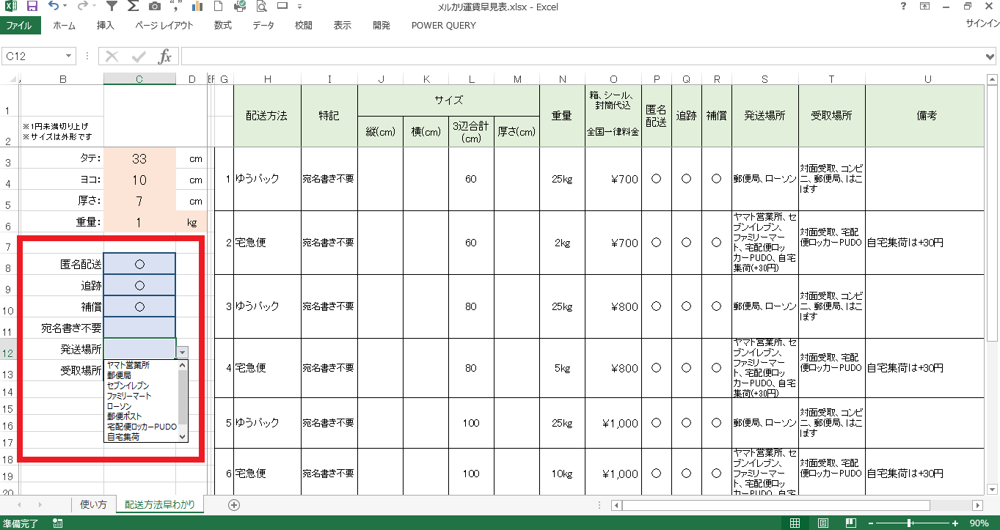 メルカリ運賃早見表.xlsx - Excel
ファイル
ホーム
挿入
ページ レイアウト
数式
データ
校閲
表示
開発
POWER QUERY
サインイン
C12
B C D E F G H I J K L M N O P Q R S T U
1
2
3
4
5
6
7
8
9
10
11
12
13
14
15
16
17
18
19
20
※1円未満切り上げ
※サイズは外形です
タテ: 33 cm
ヨコ: 10 cm
厚さ: 7 cm
重量: 1 kg
匿名配送 〇
追跡 〇
補償 〇
宛名書き不要
発送場所
受取場所
ヤマト営業所
郵便局
セブンイレブン
ファミリーマート
ローソン
郵便ポスト
宅配便ロッカーPUDO
自宅集荷
配送方法
特記
サイズ
縦(cm)
横(cm)
3辺合計
(cm)
厚さ(cm)
重量
箱、シール、
封筒代込
全国一律料金
匿名
配送
追跡
補償
発送場所
受取場所
備考
1 ゆうパック 宛名書き不要 60 25kg ¥700 〇 〇 〇 郵便局、ローソン
対面受取、コンビ
ニ、郵便局、はこ
ぽす
2 宅急便 宛名書き不要 60 2kg ¥700 〇 〇 〇
ヤマト営業所、セ
ブンイレブン、
ファミリーマー
ト、宅配便ロッ
カーPUDO、自宅
集荷(+30円)
対面受取、宅配
便ロッカーPUDO
自宅集荷は+30円
3 ゆうパック 宛名書き不要 80 25kg ¥800 〇 〇 〇 郵便局、ローソン
対面受取、コンビ
ニ、郵便局、はこ
ぽす
4 宅急便 宛名書き不要 80 5kg ¥800 〇 〇 〇
ヤマト営業所、セ
ブンイレブン、
ファミリーマー
ト、宅配便ロッ
カーPUDO、自宅
集荷(+30円)
対面受取、宅配
便ロッカーPUDO
自宅集荷は+30円
5 ゆうパック 宛名書き不要 100 25kg ¥1,000 〇 〇 〇 郵便局、ローソン
対面受取、コンビ
ニ、郵便局、はこ
ぽす
6 宅急便 宛名書き不要 100 10kg ¥1,000 〇 〇 〇
ヤマト営業所、セ
ブンイレブン、
ファミリーマー
ト、宅配便ロッ
カーPUDO、自宅
対面受取、宅配
便ロッカーPUDO
自宅集荷は+30円
使い方
配送方法早わかり
準備完了
90%